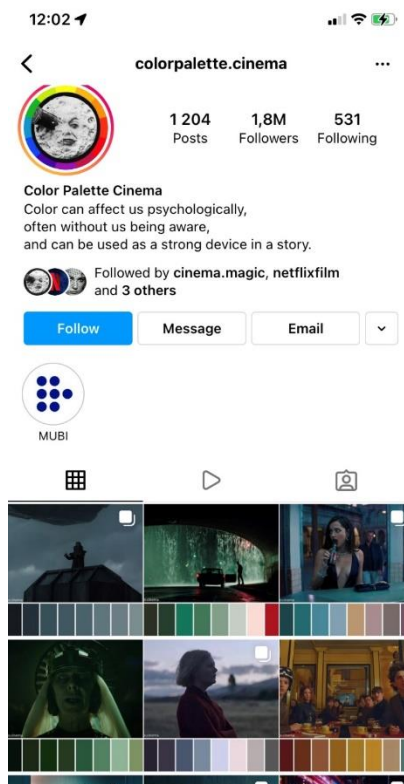 12:02
colorpalette.cinema
1 204
Posts
1,8M
Followers
531
Following
Color Palette Cinema
Color can affect us psychologically,
often without us being aware,
and can be used as a strong device in a story.
Followed by cinema.magic, netflixfilm
and 3 others
Follow
Message
Email
MUBI